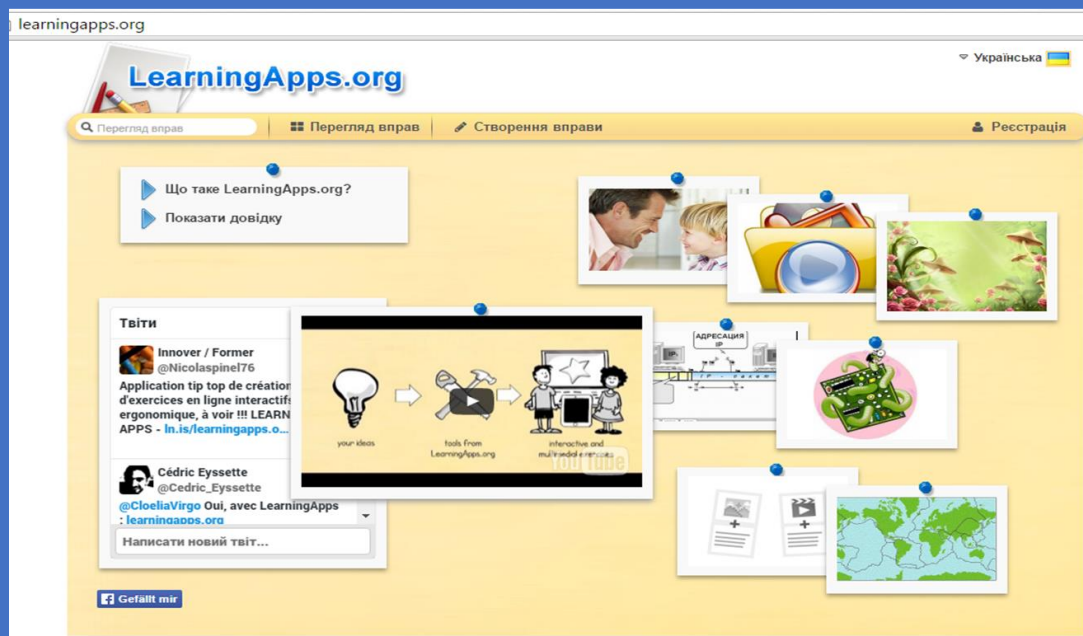 learningapps.org
LearningApps.org
Українська
Перегляд вправ
Перегляд вправ
Створення вправи
Реєстрація
Що таке LearningApps.org?
Показати довідку
Твіти
Innover / Former
@Nicolaspinel76
Application tip top de création
d'exercices en ligne interactifs
ergonomique, à voir !!! LEARN
APPS - ln.is/learningapps.o...
Cédric Eyssette
@Cedric_Eyssette
@CloeliaVirgo Oui, avec LearningApps
: learningapps.org
Написати новий твіт...
your ideas
tools from
LearningApps.org
interactive and
multimedial exercises
YouTube
АДРЕСАЦИЯ
IP
Gefällt mir